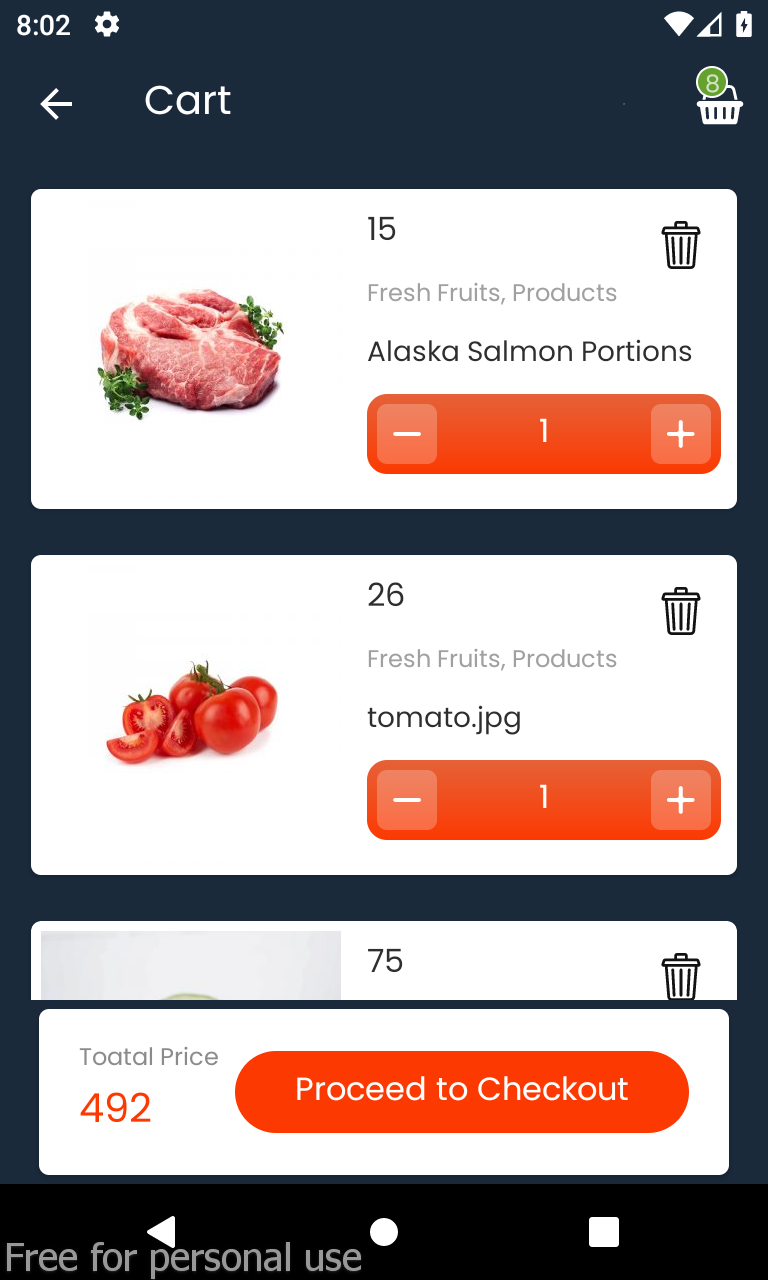 8:02
Cart
8
15
Fresh Fruits, Products
Alaska Salmon Portions
1
26
Fresh Fruits, Products
tomato.jpg
1
75
Toatal Price
492
Proceed to Checkout
Free for personal use